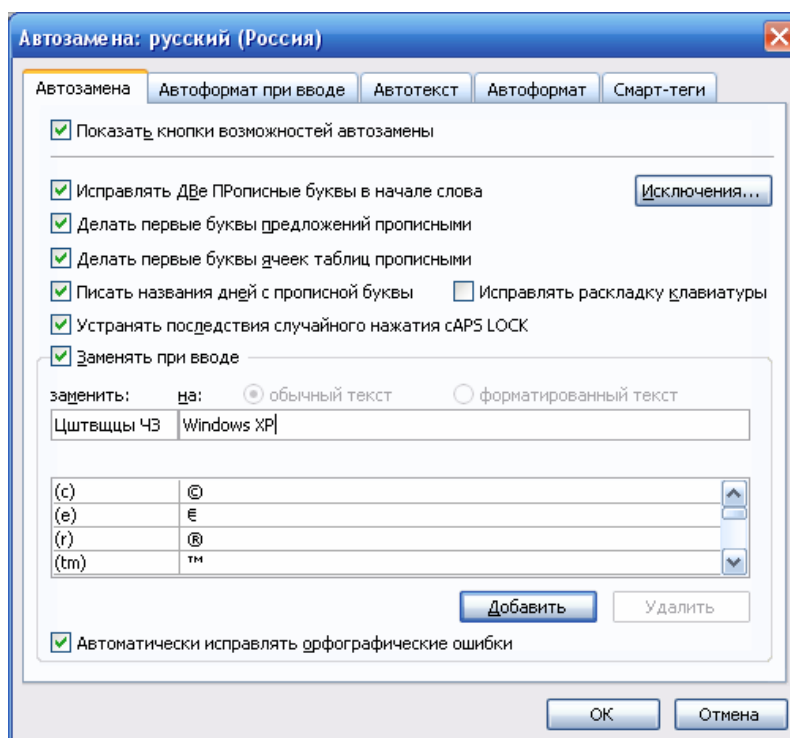 Автозамена: русский (Россия)
Автозамена Автоформат при вводе Автотекст Автоформат Смарт-теги
Показать кнопки возможностей автозамены
Исправлять ДВе ПРописные буквы в начале слова Исключения...
Делать первые буквы предложений прописными
Делать первые буквы ячеек таблиц прописными
Писать названия дней с прописной буквы Исправлять раскладку клавиатуры
Устранять последствия случайного нажатия cAPS LOCK
Заменять при вводе
заменить: на: обычный текст форматированный текст
Цштвщцы ЧЗ Windows XP
(c) ©
(e) €
(r) ®
(tm) ™
Добавить Удалить
Автоматически исправлять орфографические ошибки
ОК Отмена